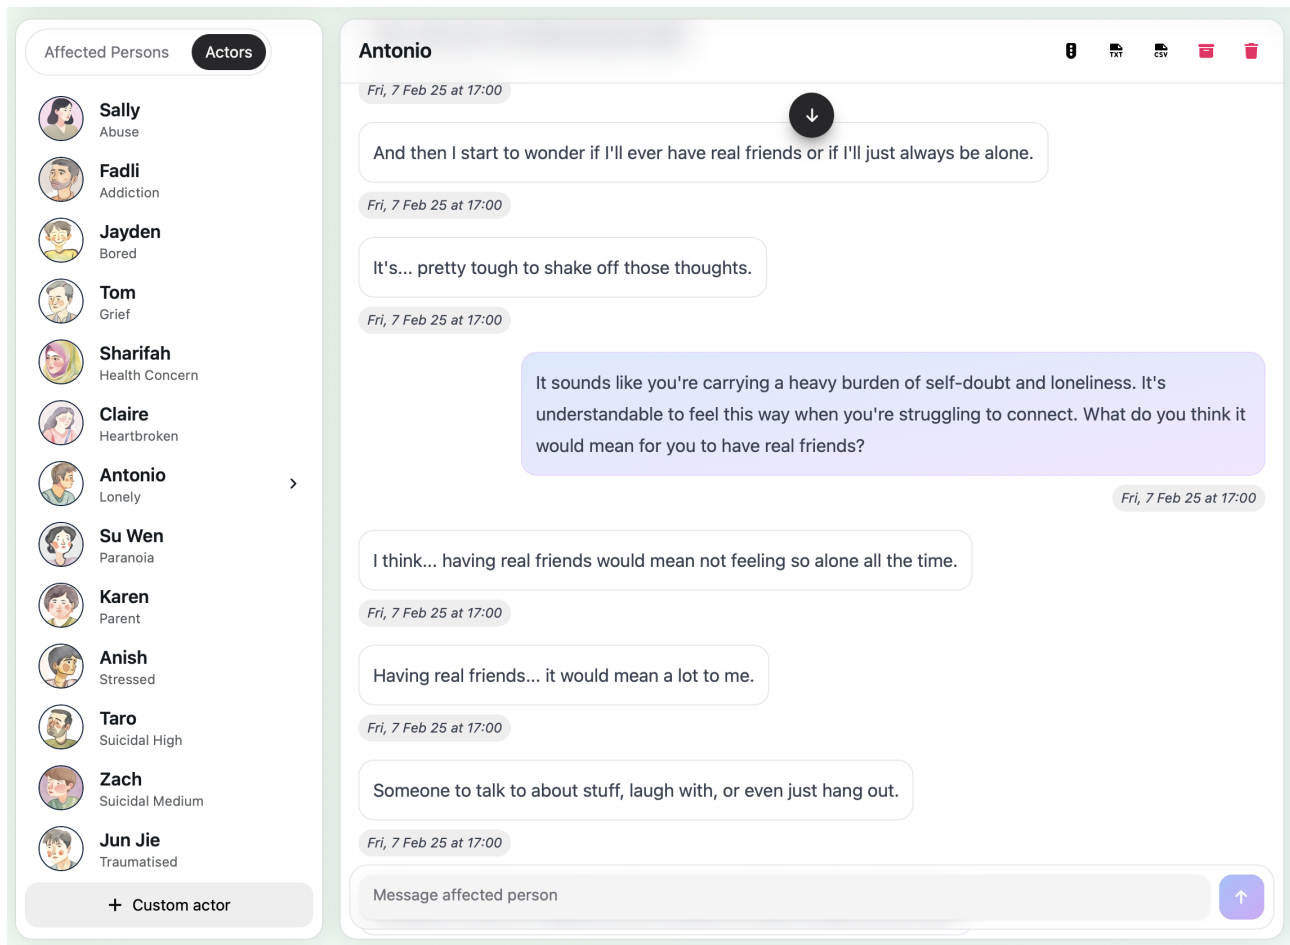 Affected Persons
Actors
Sally
Abuse
Fadli
Addiction
Jayden
Bored
Tom
Grief
Sharifah
Health Concern
Claire
Heartbroken
Antonio
Lonely
Su Wen
Paranoia
Karen
Parent
Anish
Stressed
Taro
Suicidal High
Zach
Suicidal Medium
Jun Jie
Traumatised
+ Custom actor
Antonio
TXT
CSV
Fri, 7 Feb 25 at 17:00
And then I start to wonder if I'll ever have real friends or if I'll just always be alone.
Fri, 7 Feb 25 at 17:00
It's... pretty tough to shake off those thoughts.
Fri, 7 Feb 25 at 17:00
It sounds like you're carrying a heavy burden of self-doubt and loneliness. It's
understandable to feel this way when you're struggling to connect. What do you think it
would mean for you to have real friends?
Fri, 7 Feb 25 at 17:00
I think... having real friends would mean not feeling so alone all the time.
Fri, 7 Feb 25 at 17:00
Having real friends... it would mean a lot to me.
Fri, 7 Feb 25 at 17:00
Someone to talk to about stuff, laugh with, or even just hang out.
Fri, 7 Feb 25 at 17:00
Message affected person